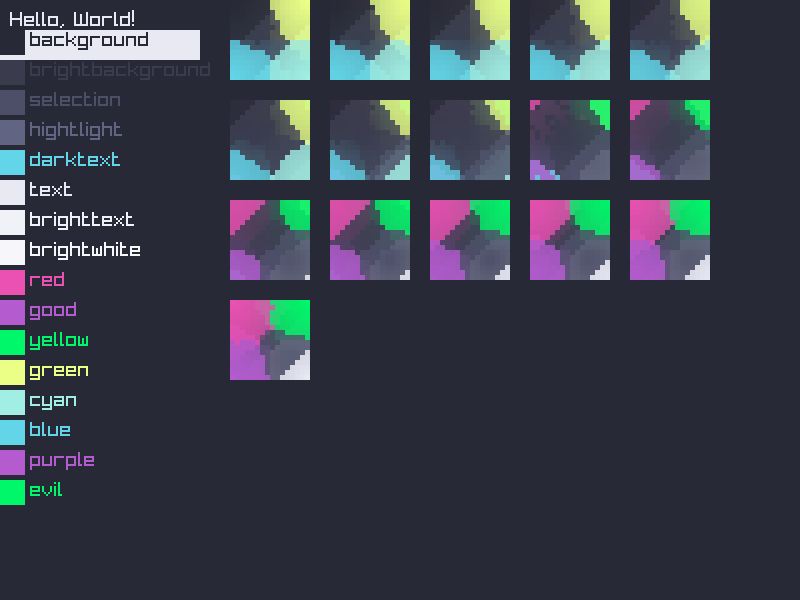 Hello, World!
background
brightbackground
selection
hightlight
darktext
text
brighttext
brightwhite
red
good
yellow
green
cyan
blue
purple
evil